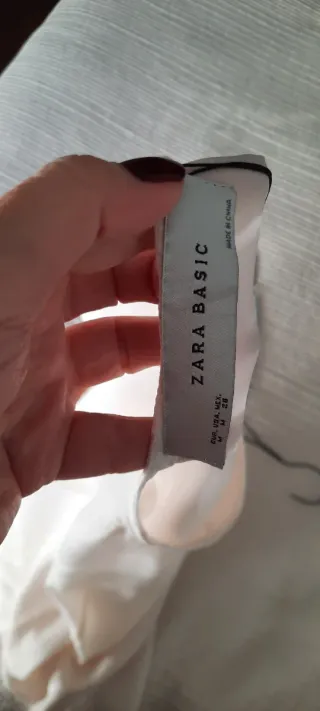 ZARA BASIC
MADE IN CHINA
EUR. USA. MEX.
M M 28